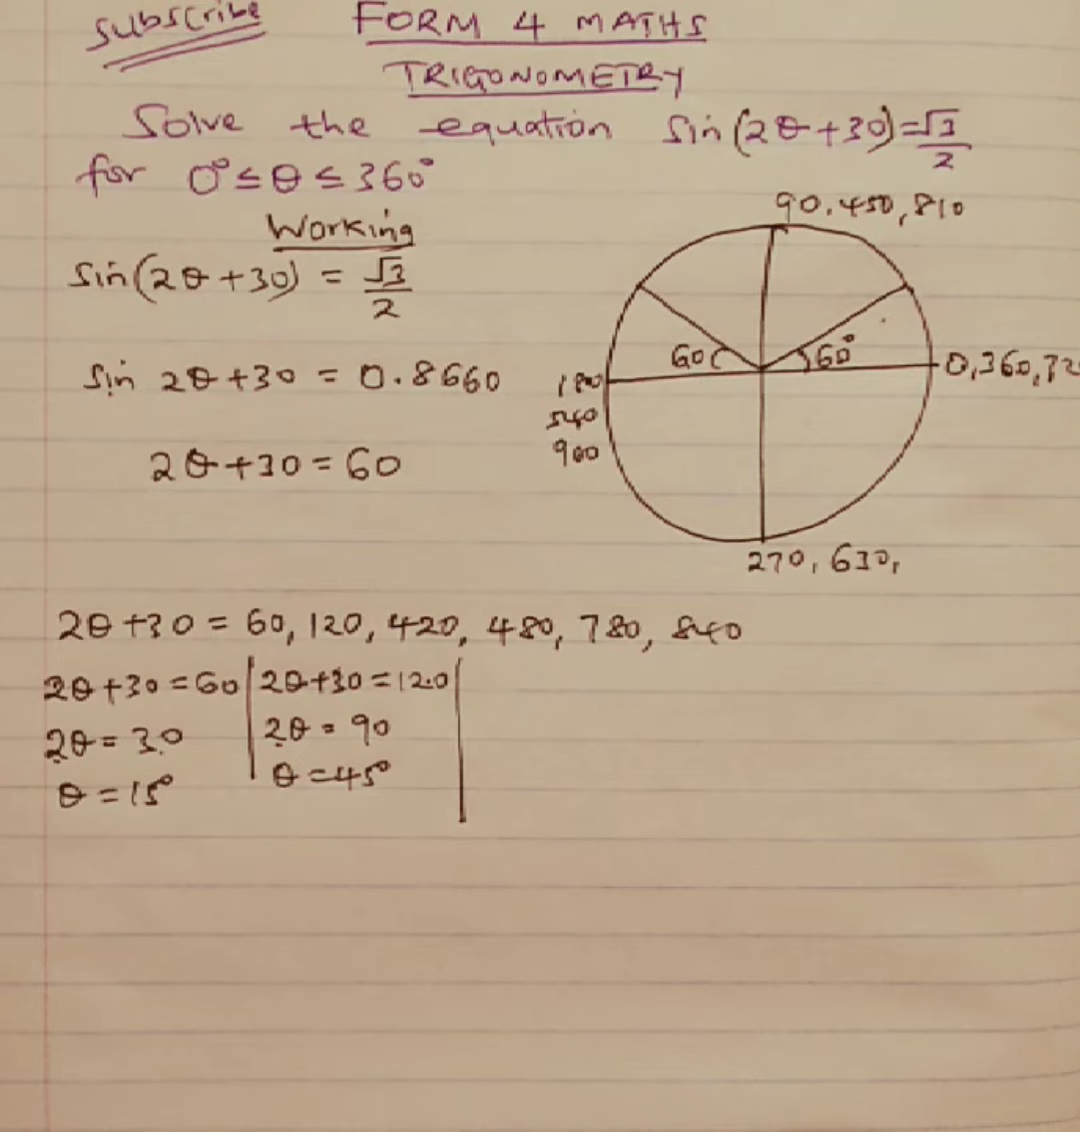 Subscribe FORM 4 MATHS
TRIGONOMETRY
Solve the equation Sin(2θ+30)=√3/2
for 0°≤θ≤360°
Working
Sin(2θ+30) = √3/2
Sin 2θ+30 = 0.8660
2θ+30 = 60
90, 450, 810
60 60°
0, 360, 72
180
540
900
270, 630,
2θ+30 = 60, 120, 420, 480, 780, 840
2θ+30 = 60 2θ+30 = 120
2θ = 30 2θ = 90
θ = 15° θ = 45°